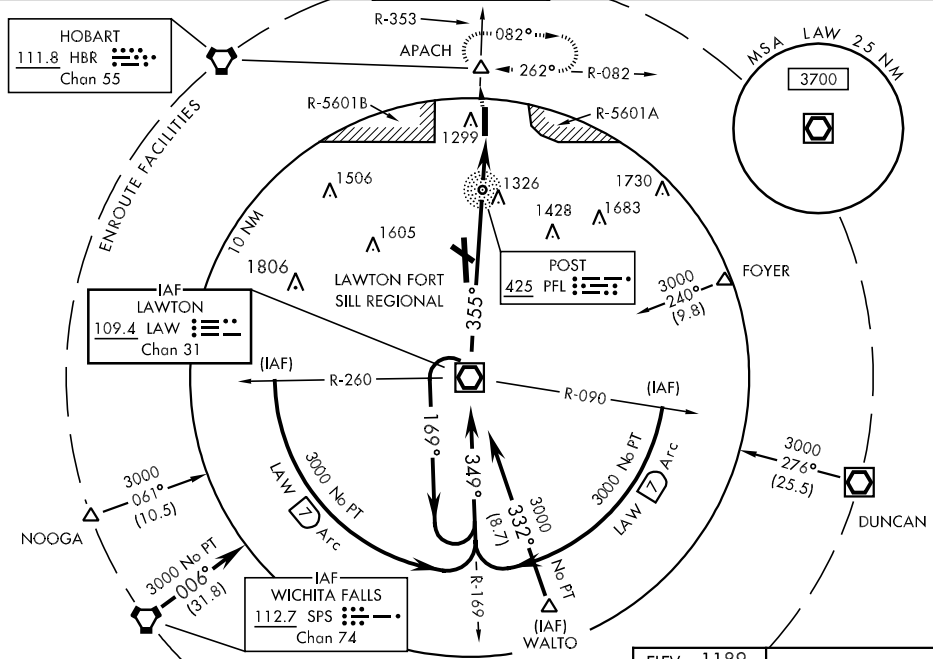 HOBART
111.8 HBR
Chan 55
R-353
082°
APACH
262°
R-082
MSA LAW 25 NM
3700
R-5601B
R-5601A
1299
ENROUTE FACILITIES
1506
1326
1730
1428
1683
10 NM
1605
1806
LAWTON FORT
SILL REGIONAL
POST
425 PFL
FOYER
3000
240°
(9.8)
IAF
LAWTON
109.4 LAW
Chan 31
355°
(IAF)
R-260
R-090
(IAF)
169°
349°
3000 No PT
LAW 7 Arc
3000 No PT
LAW 7 Arc
3000
332°
(8.7)
No PT
3000
276°
(25.5)
DUNCAN
3000
061°
(10.5)
NOOGA
3000 No PT
006°
(31.8)
IAF
WICHITA FALLS
112.7 SPS
Chan 74
R-169
(IAF)
WALTO
ELEV 1189